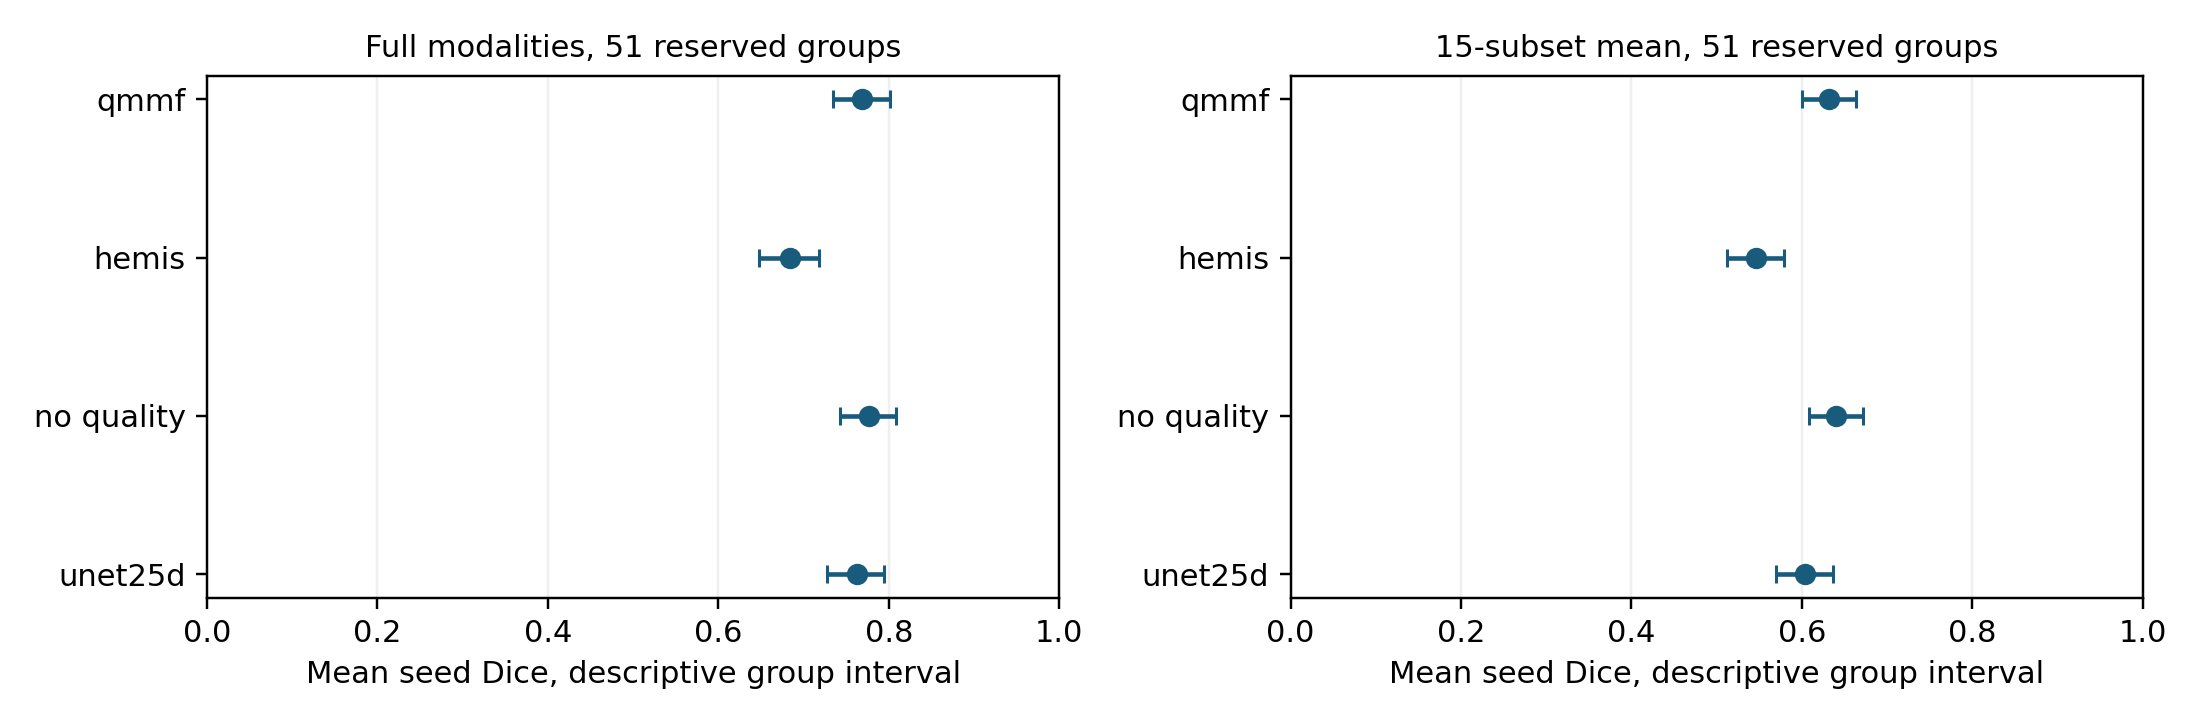 Full modalities, 51 reserved groups
qmmf
hemis
no quality
unet25d
0.0 0.2 0.4 0.6 0.8 1.0
Mean seed Dice, descriptive group interval
15-subset mean, 51 reserved groups
qmmf
hemis
no quality
unet25d
0.0 0.2 0.4 0.6 0.8 1.0
Mean seed Dice, descriptive group interval